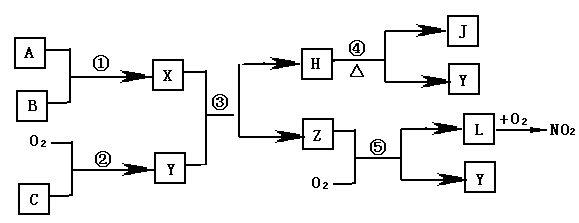 A
B
①
X
O₂
C
②
Y
③
H
④
△
J
Y
Z
O₂
⑤
L
+O₂
NO₂
Y